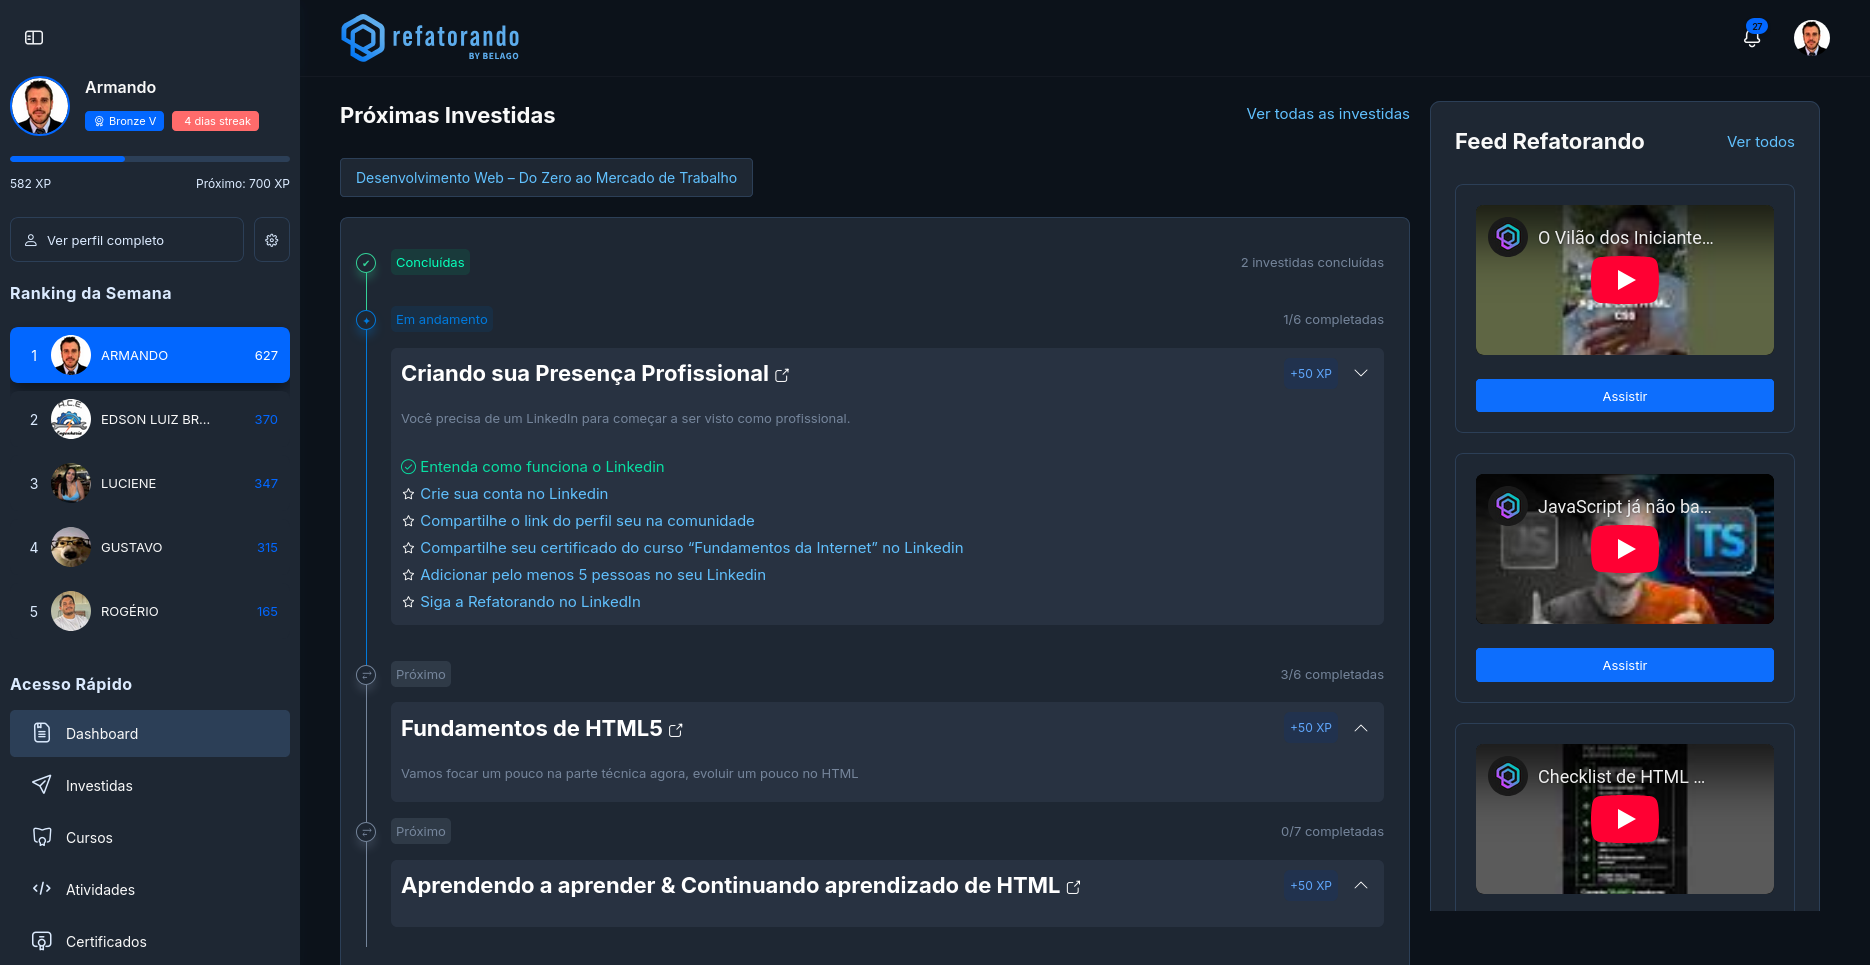 Armando
Bronze V
4 dias streak
582 XP
Próximo: 700 XP
Ver perfil completo
Ranking da Semana
1 ARMANDO 627
2 EDSON LUIZ BR... 370
3 LUCIENE 347
4 GUSTAVO 315
5 ROGÉRIO 165
Acesso Rápido
Dashboard
Investidas
Cursos
Atividades
Certificados
refatorando
BY BELAGO
27
Próximas Investidas
Ver todas as investidas
Desenvolvimento Web – Do Zero ao Mercado de Trabalho
Concluídas
2 investidas concluídas
Em andamento
1/6 completadas
Criando sua Presença Profissional
+50 XP
Você precisa de um LinkedIn para começar a ser visto como profissional.
Entenda como funciona o Linkedin
Crie sua conta no Linkedin
Compartilhe o link do perfil seu na comunidade
Compartilhe seu certificado do curso “Fundamentos da Internet” no Linkedin
Adicionar pelo menos 5 pessoas no seu Linkedin
Siga a Refatorando no LinkedIn
Próximo
3/6 completadas
Fundamentos de HTML5
+50 XP
Vamos focar um pouco na parte técnica agora, evoluir um pouco no HTML
Próximo
0/7 completadas
Aprendendo a aprender & Continuando aprendizado de HTML
+50 XP
Feed Refatorando
Ver todos
O Vilão dos Iniciante...
CSS
Assistir
JavaScript já não ba...
JS
TS
Assistir
Checklist de HTML ...